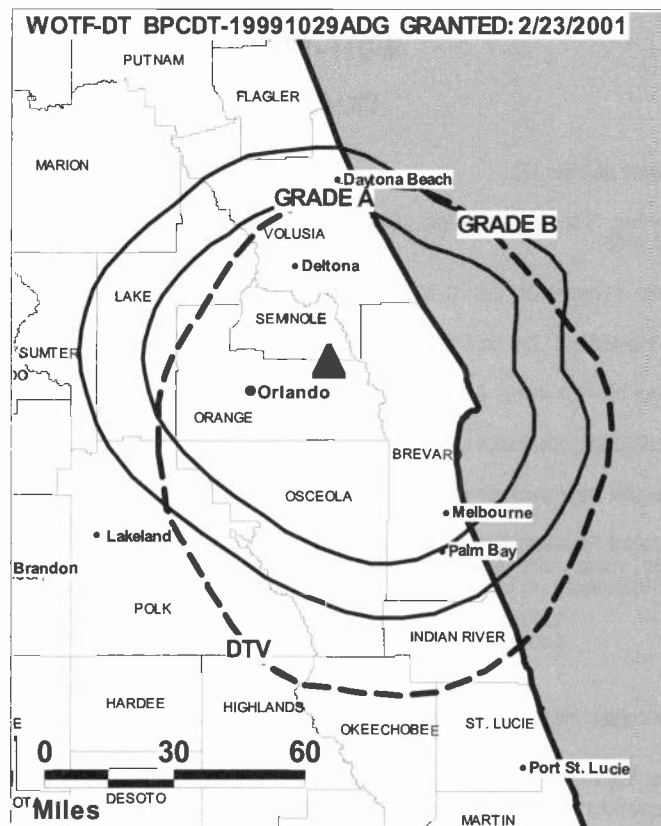 WOTF-DT BPCDT-19991029ADG GRANTED: 2/23/2001
PUTNAM
FLAGLER
MARION
Daytona Beach
GRADE A
GRADE B
VOLUSIA
Deltona
LAKE
SEMINOLE
SUMTER
DO
Orlando
ORANGE
BREVARD
OSCEOLA
Melbourne
Lakeland
Palm Bay
Brandon
POLK
INDIAN RIVER
DTV
HARDEE
HIGHLANDS
ST. LUCIE
OKEECHOBEE
E
0 30 60
Port St. Lucie
OTA
DESOTO
Miles
MARTIN